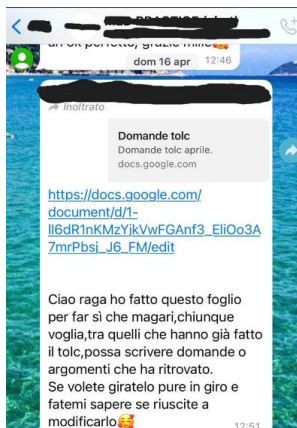 un ok perfetto, grazie mille🥰
dom 16 apr 12:46
Inoltrato
Domande tolc
Domande tolc aprile.
docs.google.com
https://docs.google.com/
document/d/1-
Il6dR1nKMzYjkVwFGAnf3_EliOo3A
7mrPbsj_J6_FM/edit
Ciao raga ho fatto questo foglio
per far sì che magari,chiunque
voglia,tra quelli che hanno già fatto
il tolc,possa scrivere domande o
argomenti che ha ritrovato.
Se volete giratelo pure in giro e
fatemi sapere se riuscite a
modificarlo🥰
12:51